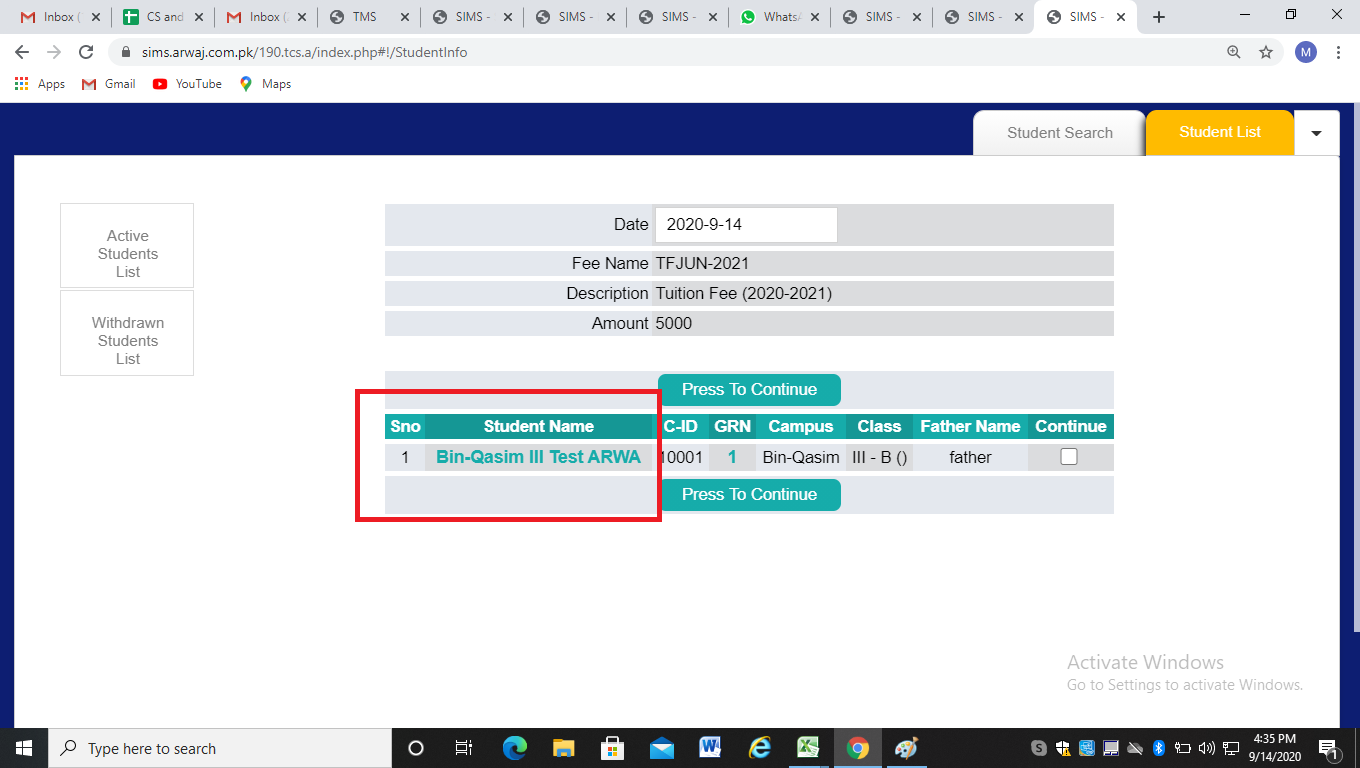 Inbox ( CS and Inbox ( TMS SIMS - SIMS - SIMS - Whats SIMS - SIMS - SIMS -
sims.arwaj.com.pk/190.tcs.a/index.php#!/StudentInfo M
Apps Gmail YouTube Maps
Student Search Student List
Active
Students
List
Withdrawn
Students
List
Date 2020-9-14
Fee Name TFJUN-2021
Description Tuition Fee (2020-2021)
Amount 5000
Press To Continue
Sno Student Name C-ID GRN Campus Class Father Name Continue
1 Bin-Qasim III Test ARWA 10001 1 Bin-Qasim III - B () father
Press To Continue
Activate Windows
Go to Settings to activate Windows.
Type here to search
4:35 PM
9/14/2020
1